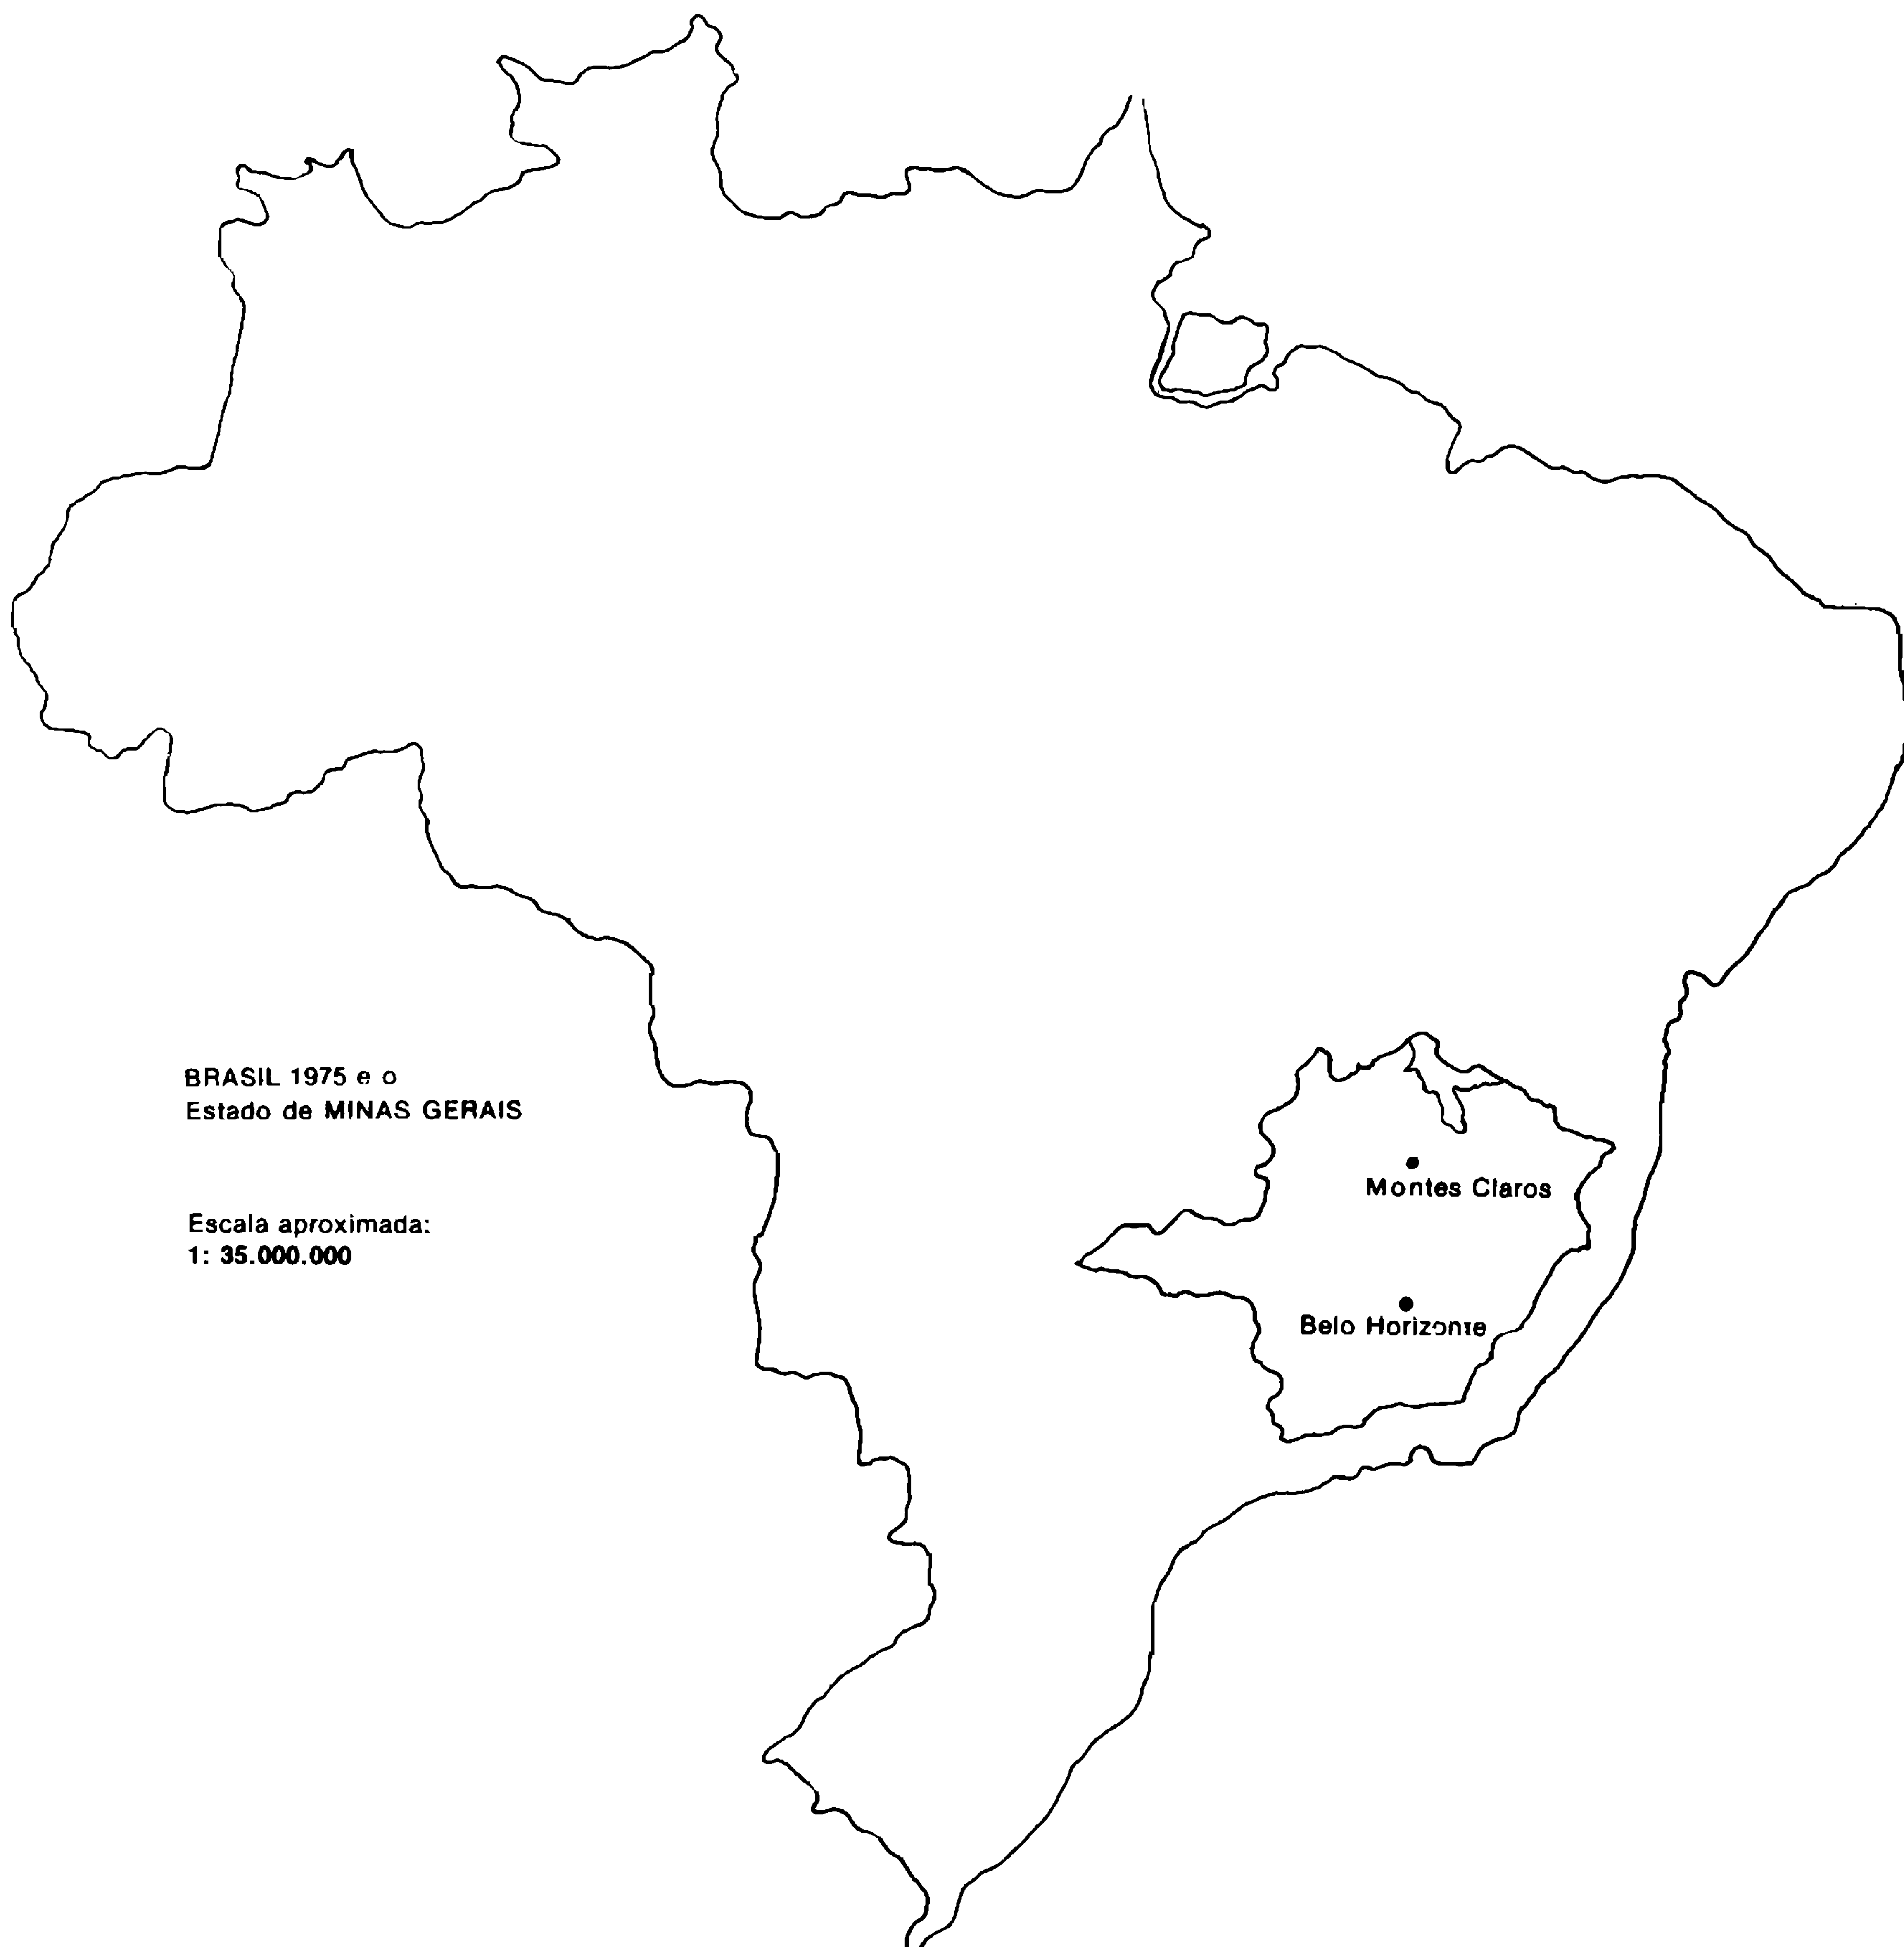 BRASIL 1975 e o
Estado de MINAS GERAIS
Escala aproximada:
1: 35.000.000
Montes Claros
Belo Horizonte